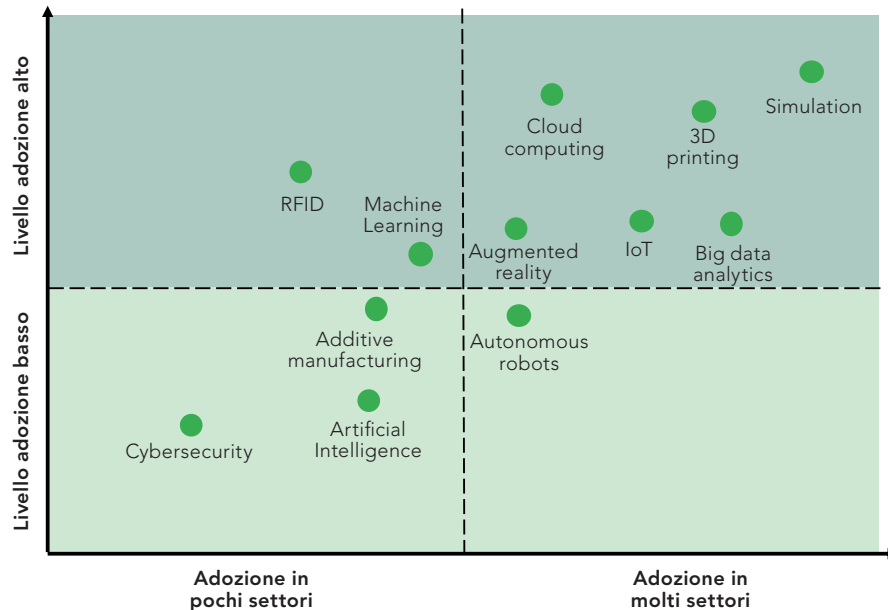 Livello adozione alto
Livello adozione basso
Simulation
Cloud
computing
3D
printing
RFID
Machine
Learning
Augmented
reality
IoT
Big data
analytics
Additive
manufacturing
Autonomous
robots
Artificial
Intelligence
Cybersecurity
Adozione in
pochi settori
Adozione in
molti settori